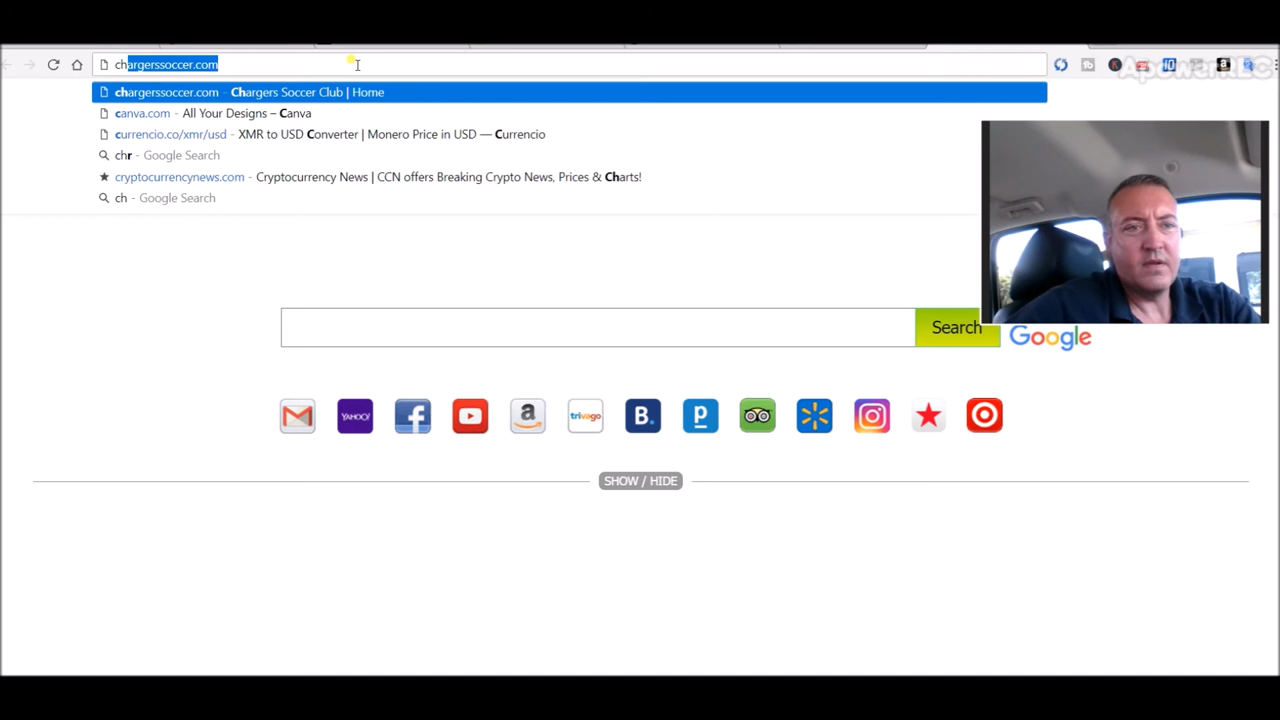 ApowerREC
chargerssoccer.com
chargerssoccer.com - Chargers Soccer Club | Home
canva.com - All Your Designs – Canva
currencio.co/xmr/usd - XMR to USD Converter | Monero Price in USD — Currencio
chr - Google Search
cryptocurrencynews.com - Cryptocurrency News | CCN offers Breaking Crypto News, Prices & Charts!
ch - Google Search
Search
Google
YAHOO!
a
trivago
B.
p
SHOW / HIDE